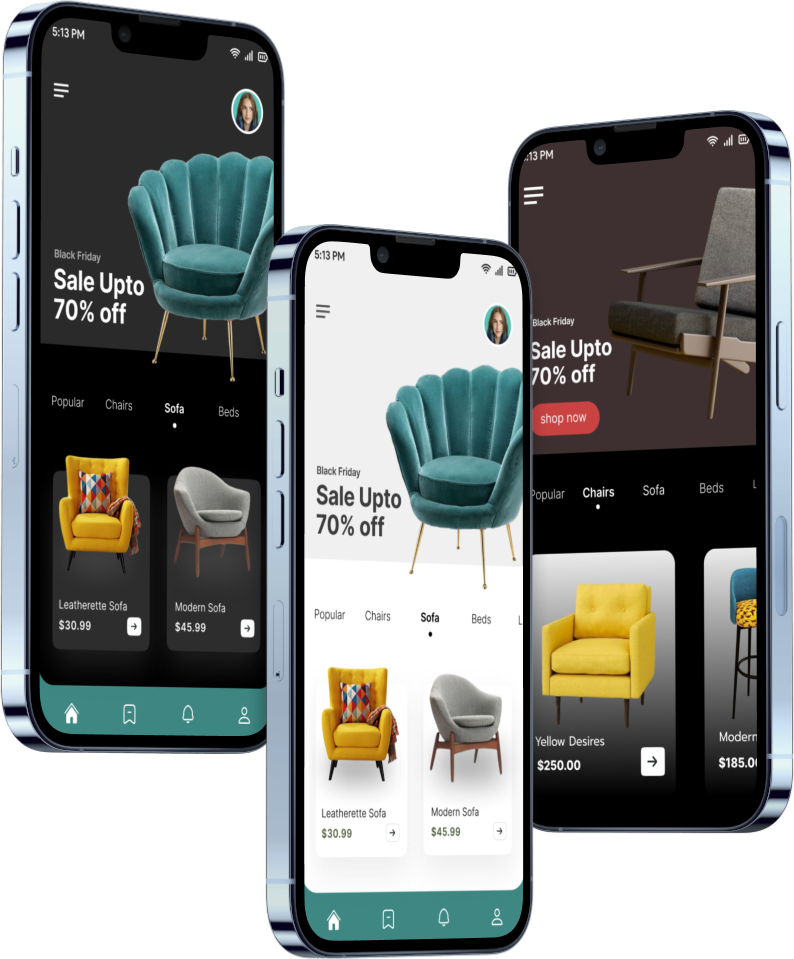 5:13 PM
Black Friday
Sale Upto
70% off
Popular Chairs Sofa Beds
Leatherette Sofa
$30.99
Modern Sofa
$45.99
5:13 PM
Black Friday
Sale Upto
70% off
Popular Chairs Sofa Beds L
Leatherette Sofa
$30.99
Modern Sofa
$45.99
:13 PM
Black Friday
Sale Upto
70% off
shop now
Popular Chairs Sofa Beds L
Yellow Desires
$250.00
Modern
$185.0